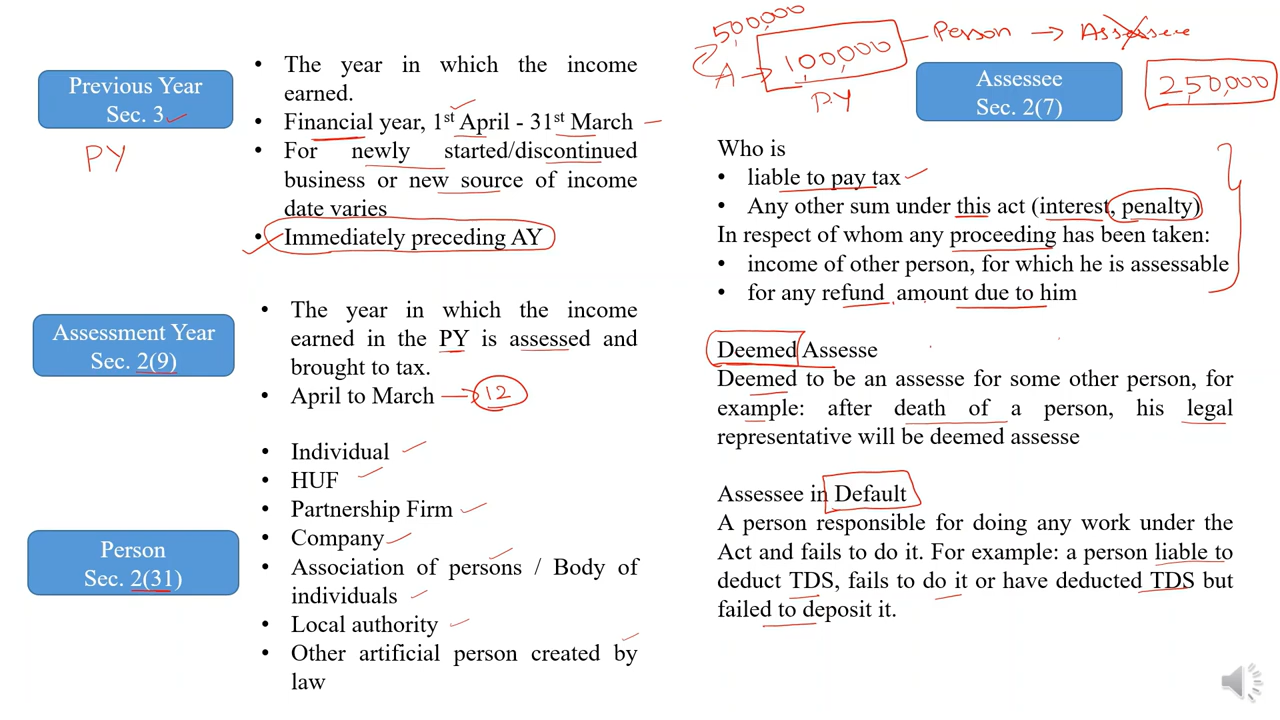 Previous Year
Sec. 3
PY
• The year in which the income
earned.
• Financial year, 1st April - 31st March
• For newly started/discontinued
business or new source of income
date varies
• Immediately preceding AY
Assessment Year
Sec. 2(9)
• The year in which the income
earned in the PY is assessed and
brought to tax.
• April to March → 12
Person
Sec. 2(31)
• Individual
• HUF
• Partnership Firm
• Company
• Association of persons / Body of
individuals
• Local authority
• Other artificial person created by
law
500,000
A → 100,000 – Person → Assessee
PY
Assessee
Sec. 2(7)
250,000
Who is
• liable to pay tax
• Any other sum under this act (interest, penalty)
In respect of whom any proceeding has been taken:
• income of other person, for which he is assessable
• for any refund amount due to him
Deemed Assesse
Deemed to be an assesse for some other person, for
example: after death of a person, his legal
representative will be deemed assesse
Assessee in Default
A person responsible for doing any work under the
Act and fails to do it. For example: a person liable to
deduct TDS, fails to do it or have deducted TDS but
failed to deposit it.